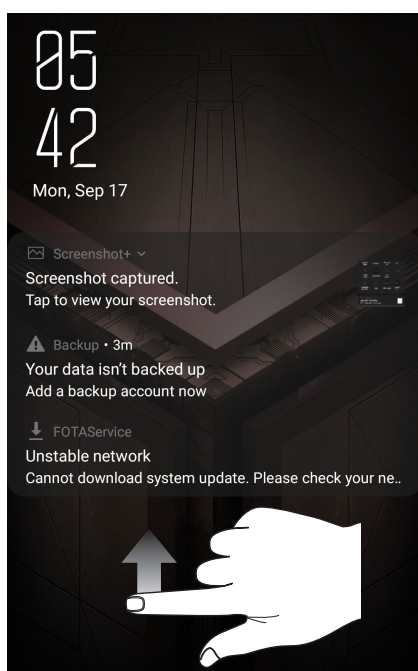 05
42
Mon, Sep 17
Screenshot+
Screenshot captured.
Tap to view your screenshot.
Backup • 3m
Your data isn't backed up
Add a backup account now
FOTAService
Unstable network
Cannot download system update. Please check your ne..